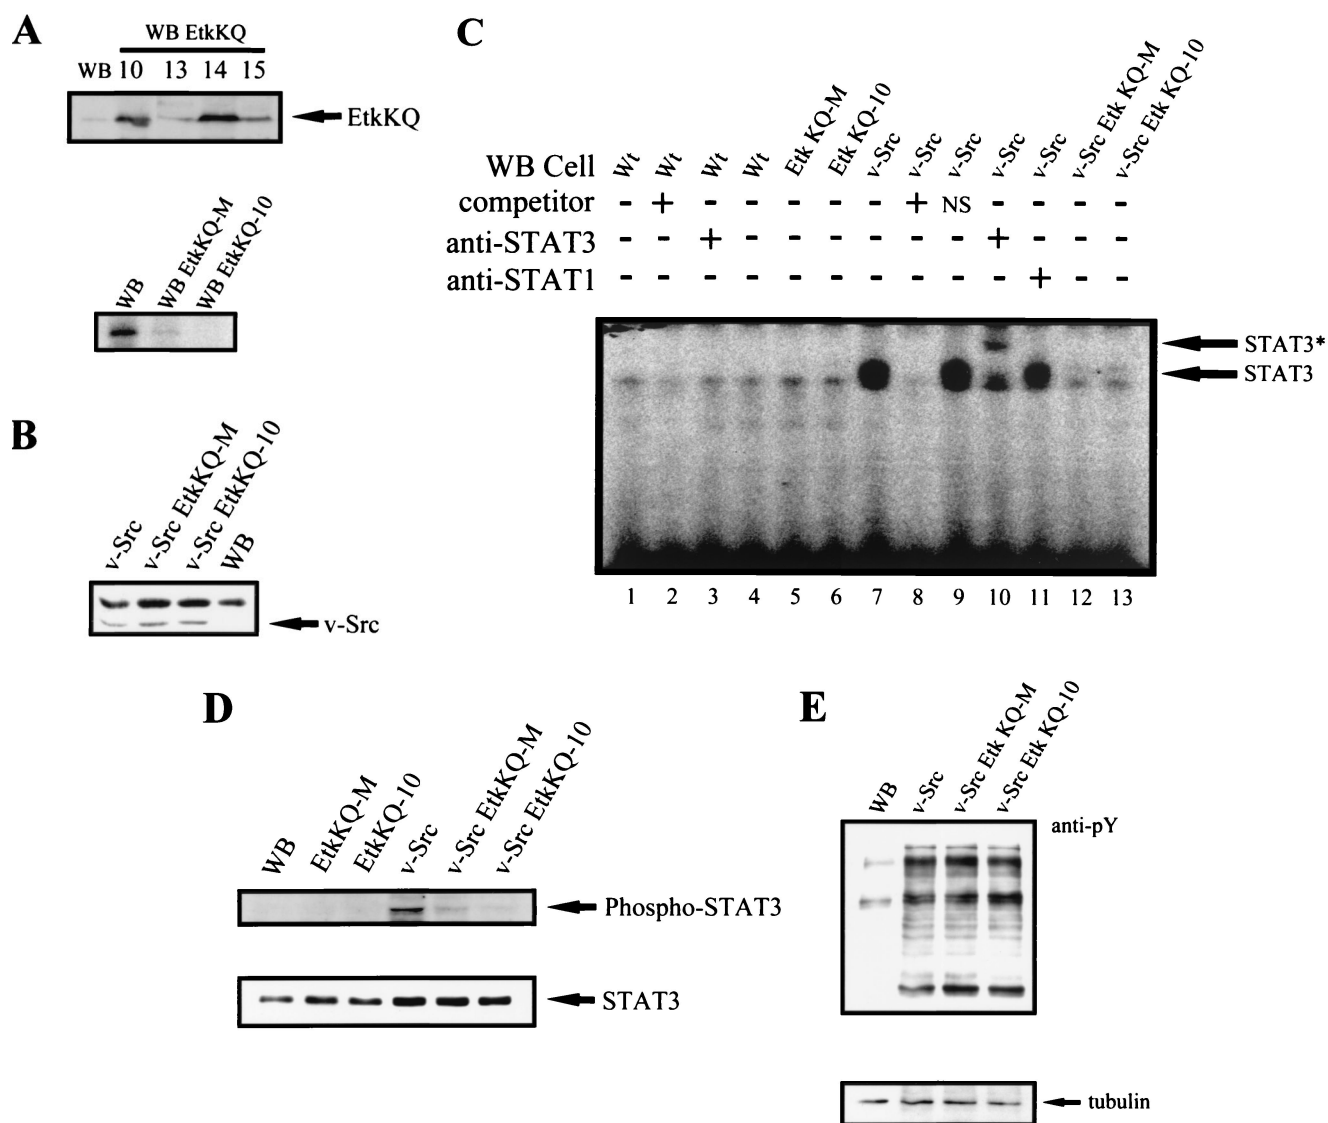 A
WB EtkKQ
WB 10 13 14 15
EtkKQ
WB
WB EtkKQ-M
WB EtkKQ-10
B
v-Src
v-Src EtkKQ-M
v-Src EtkKQ-10
WB
v-Src
C
WB Cell Wt Wt Wt Wt Etk KQ-M Etk KQ-10 v-Src v-Src v-Src v-Src v-Src v-Src Etk KQ-M v-Src Etk KQ-10
competitor - + - - - - - + NS - - - -
anti-STAT3 - - + - - - - - - + - - -
anti-STAT1 - - - - - - - - - - + - -
STAT3*
STAT3
1 2 3 4 5 6 7 8 9 10 11 12 13
D
WB
EtkKQ-M
EtkKQ-10
v-Src
v-Src EtkKQ-M
v-Src EtkKQ-10
Phospho-STAT3
STAT3
E
WB
v-Src
v-Src Etk KQ-M
v-Src Etk KQ-10
anti-pY
tubulin